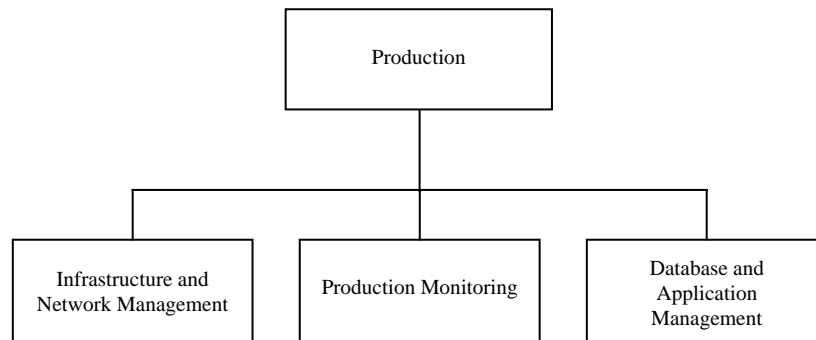 Production
Infrastructure and
Network Management
Production Monitoring
Database and
Application
Management